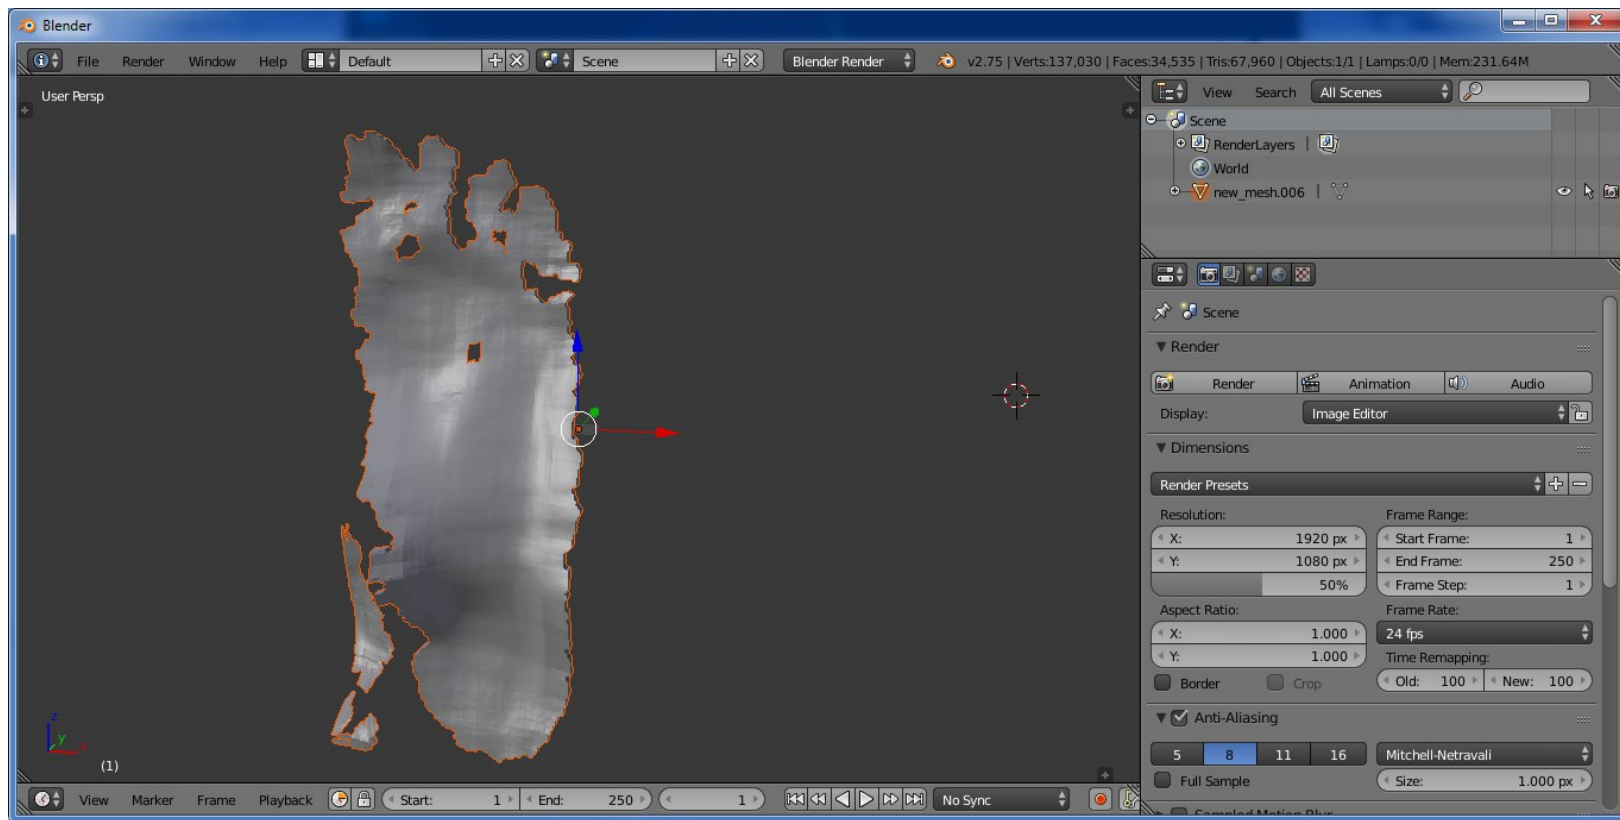 Blender
File Render Window Help Default Scene Blender Render v2.75 | Verts:137,030 | Faces:34,535 | Tris:67,960 | Objects:1/1 | Lamps:0/0 | Mem:231.64M
User Persp
View Search All Scenes
Scene
RenderLayers |
World
new_mesh.006 |
Scene
Render
Render Animation Audio
Display: Image Editor
Dimensions
Render Presets
Resolution: Frame Range:
X: 1920 px Start Frame: 1
Y: 1080 px End Frame: 250
50% Frame Step: 1
Aspect Ratio: Frame Rate:
X: 1.000 24 fps
Y: 1.000 Time Remapping:
Border Crop Old: 100 New: 100
Anti-Aliasing
5 8 11 16 Mitchell-Netravali
Full Sample Size: 1.000 px
Sampled Motion Blur
z
y
x
(1)
View Marker Frame Playback Start: 1 End: 250 1 No Sync